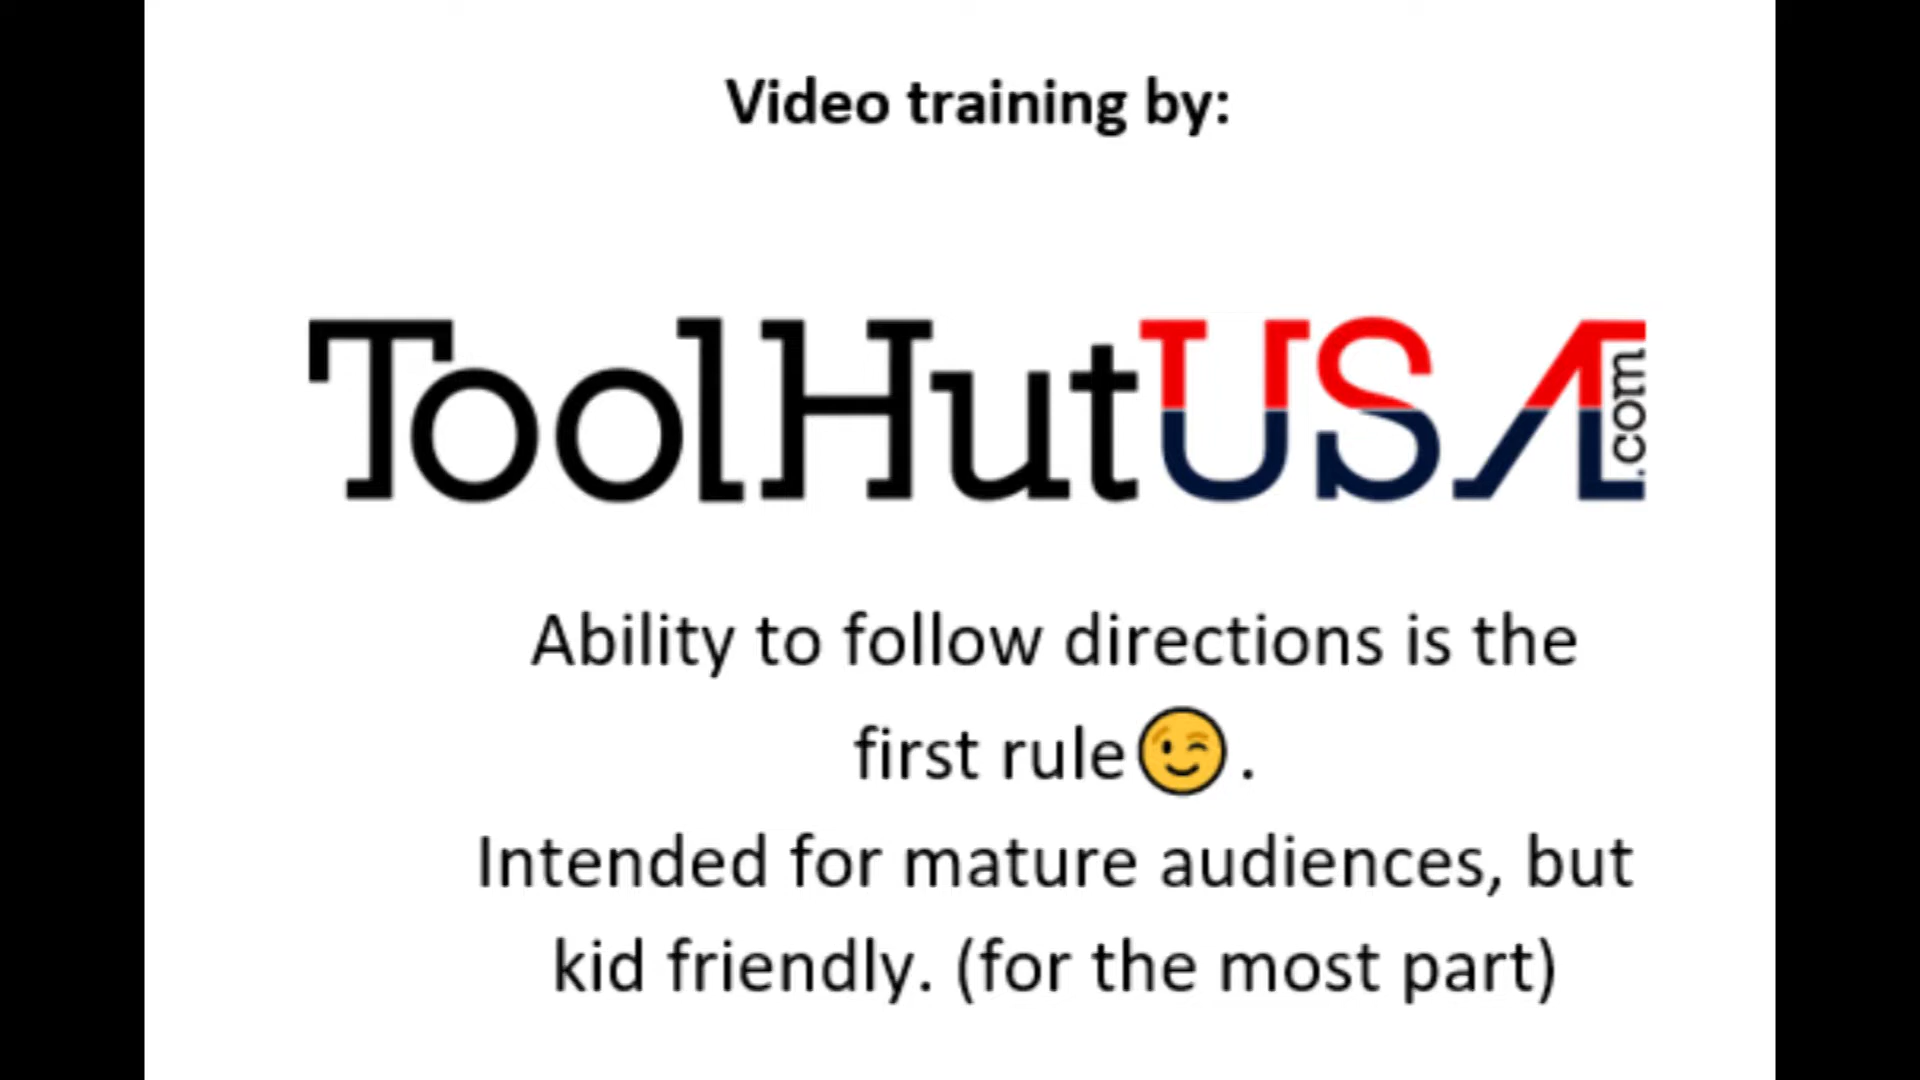 Video training by:
ToolHutUSA.com
Ability to follow directions is the
first rule😉.
Intended for mature audiences, but
kid friendly. (for the most part)